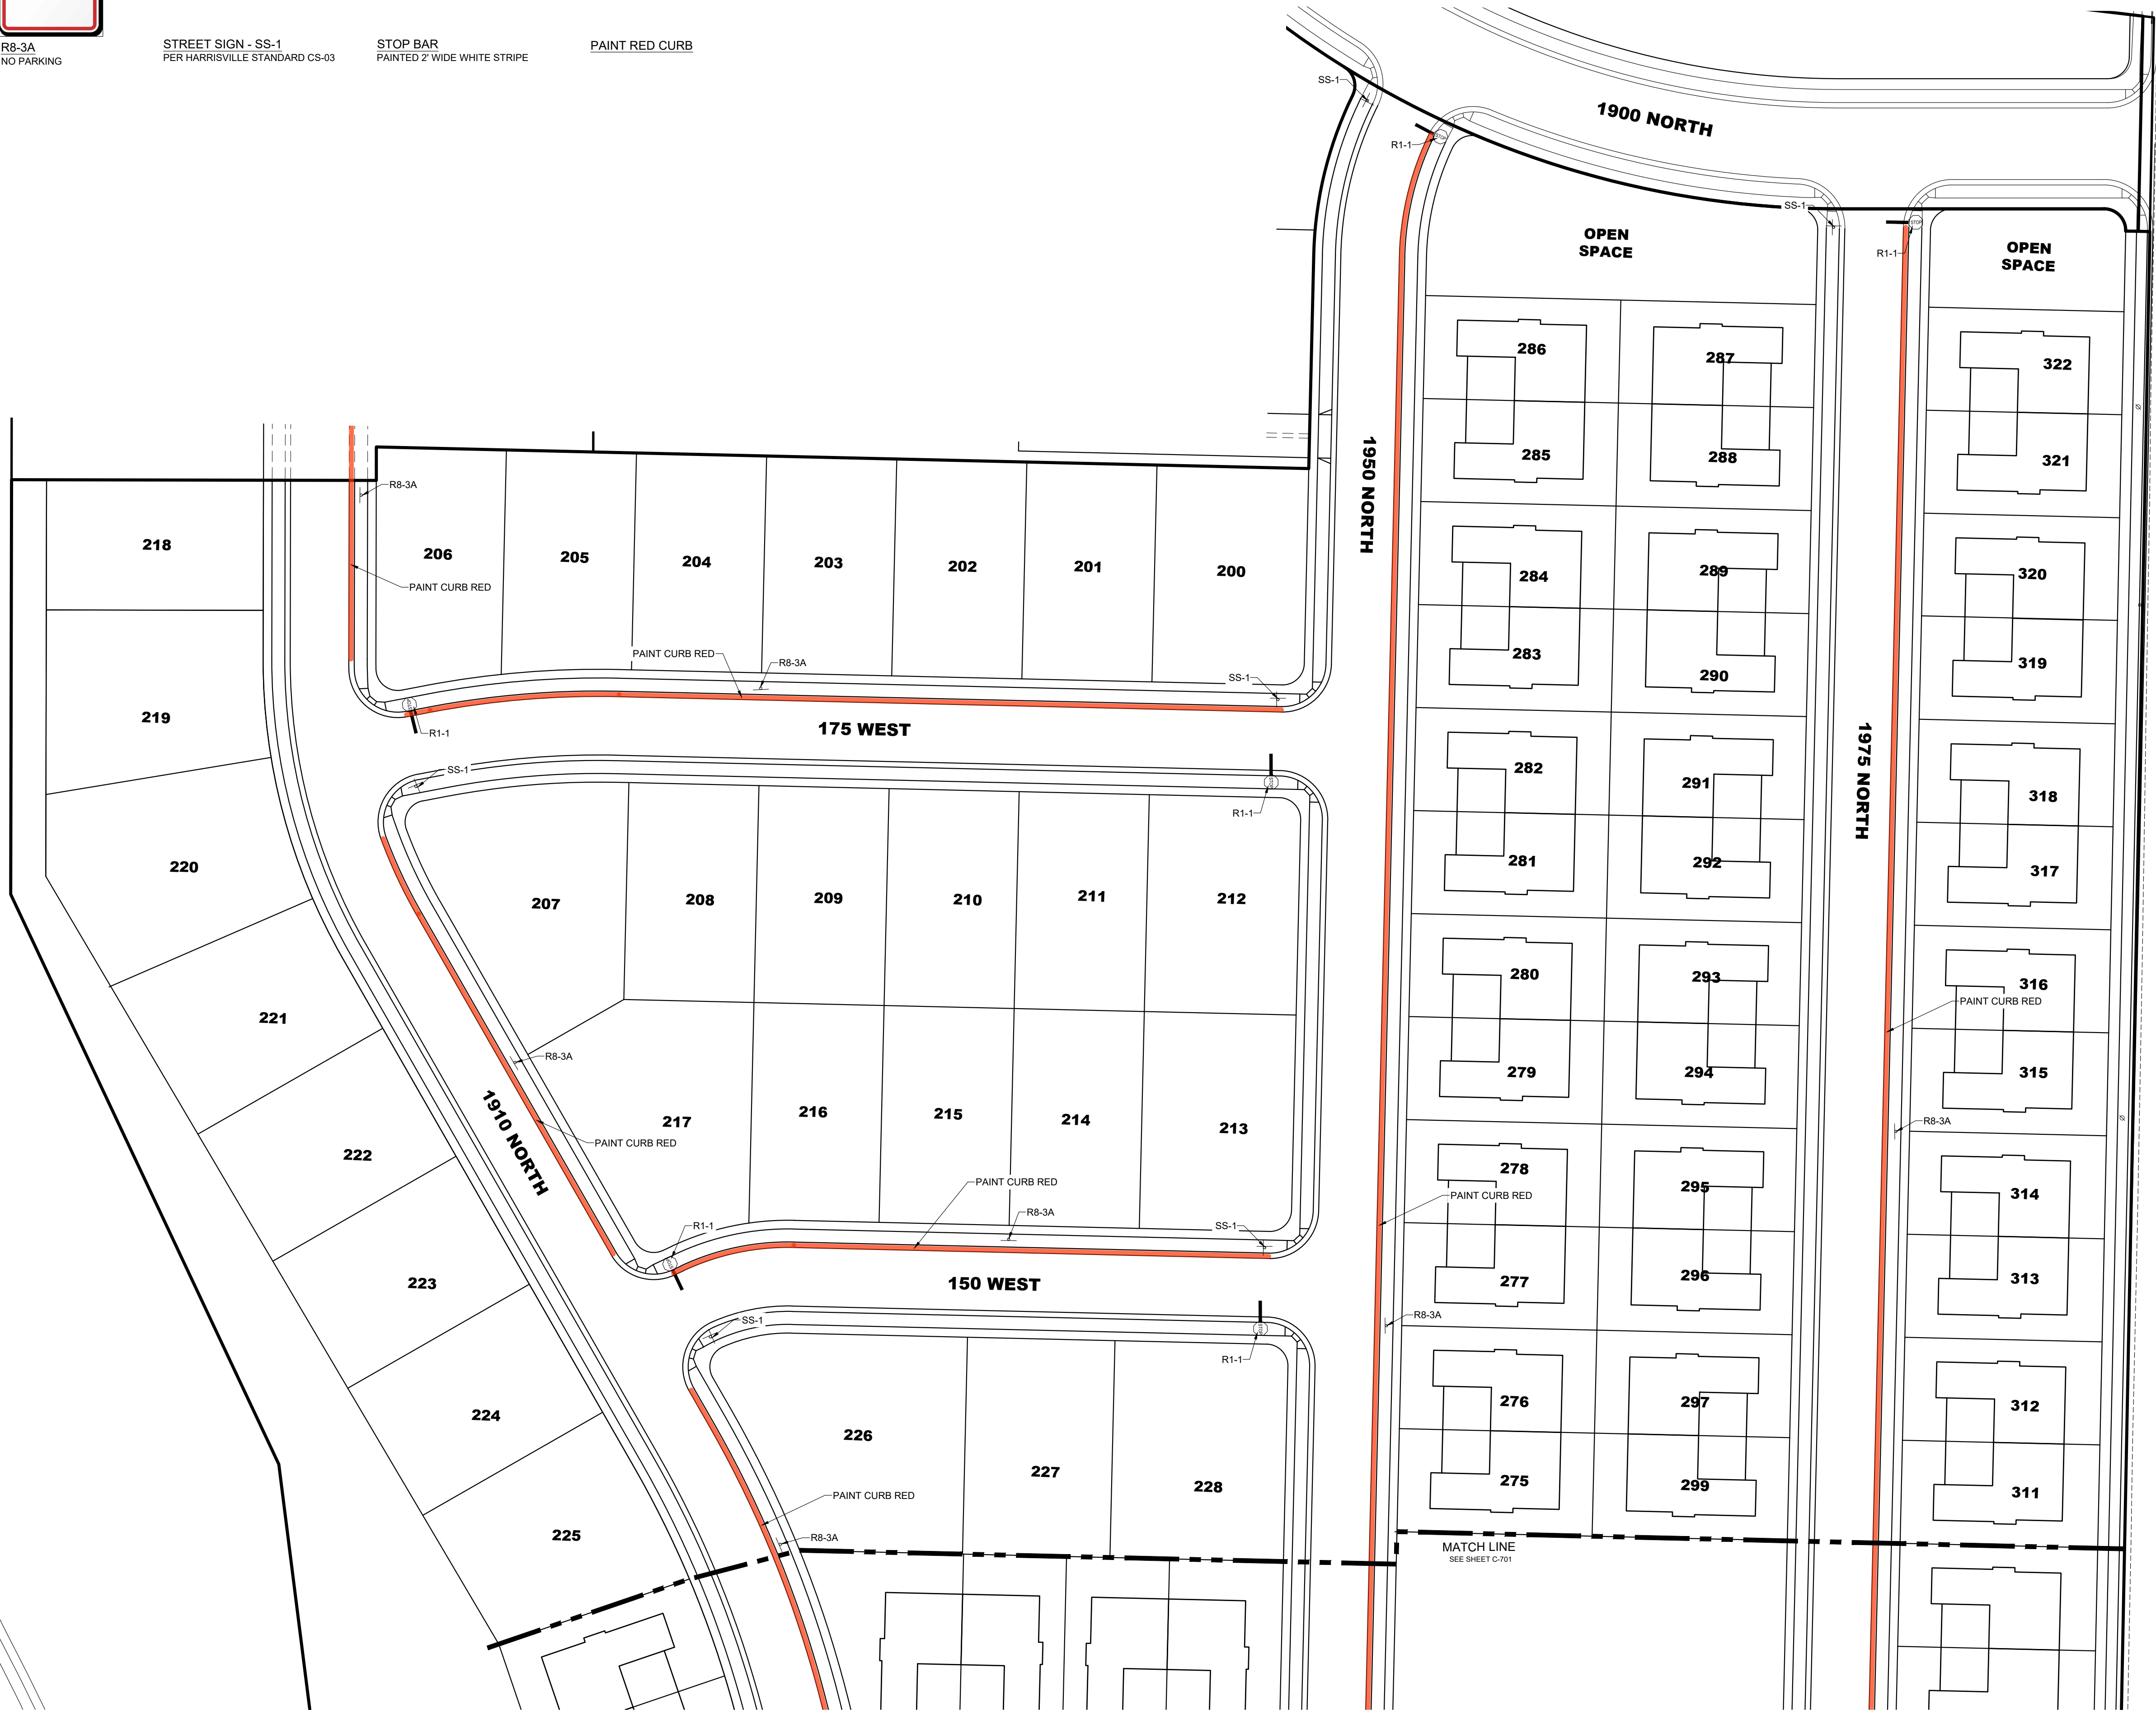 R8-3A
NO PARKING
STREET SIGN - SS-1
PER HARRISVILLE STANDARD CS-03
STOP BAR
PAINTED 2' WIDE WHITE STRIPE
PAINT RED CURB
SS-1
1900 NORTH
R1-1
STOP
SS-1
R1-1
STOP
OPEN
SPACE
OPEN
SPACE
286
287
322
285
288
321
1950 NORTH
R8-3A
218
206
205
204
203
202
201
200
284
289
320
PAINT CURB RED
283
290
319
PAINT CURB RED
R8-3A
SS-1
219
STOP
R1-1
175 WEST
1975 NORTH
SS-1
STOP
R1-1
282
291
318
220
281
292
317
207
208
209
210
211
212
280
293
316
PAINT CURB RED
221
R8-3A
279
294
315
1910 NORTH
217
216
215
214
213
R8-3A
PAINT CURB RED
222
278
295
314
PAINT CURB RED
PAINT CURB RED
R8-3A
R1-1
STOP
SS-1
223
150 WEST
277
296
313
SS-1
STOP
R1-1
R8-3A
224
226
227
228
276
297
312
275
299
311
PAINT CURB RED
225
R8-3A
MATCH LINE
SEE SHEET C-701